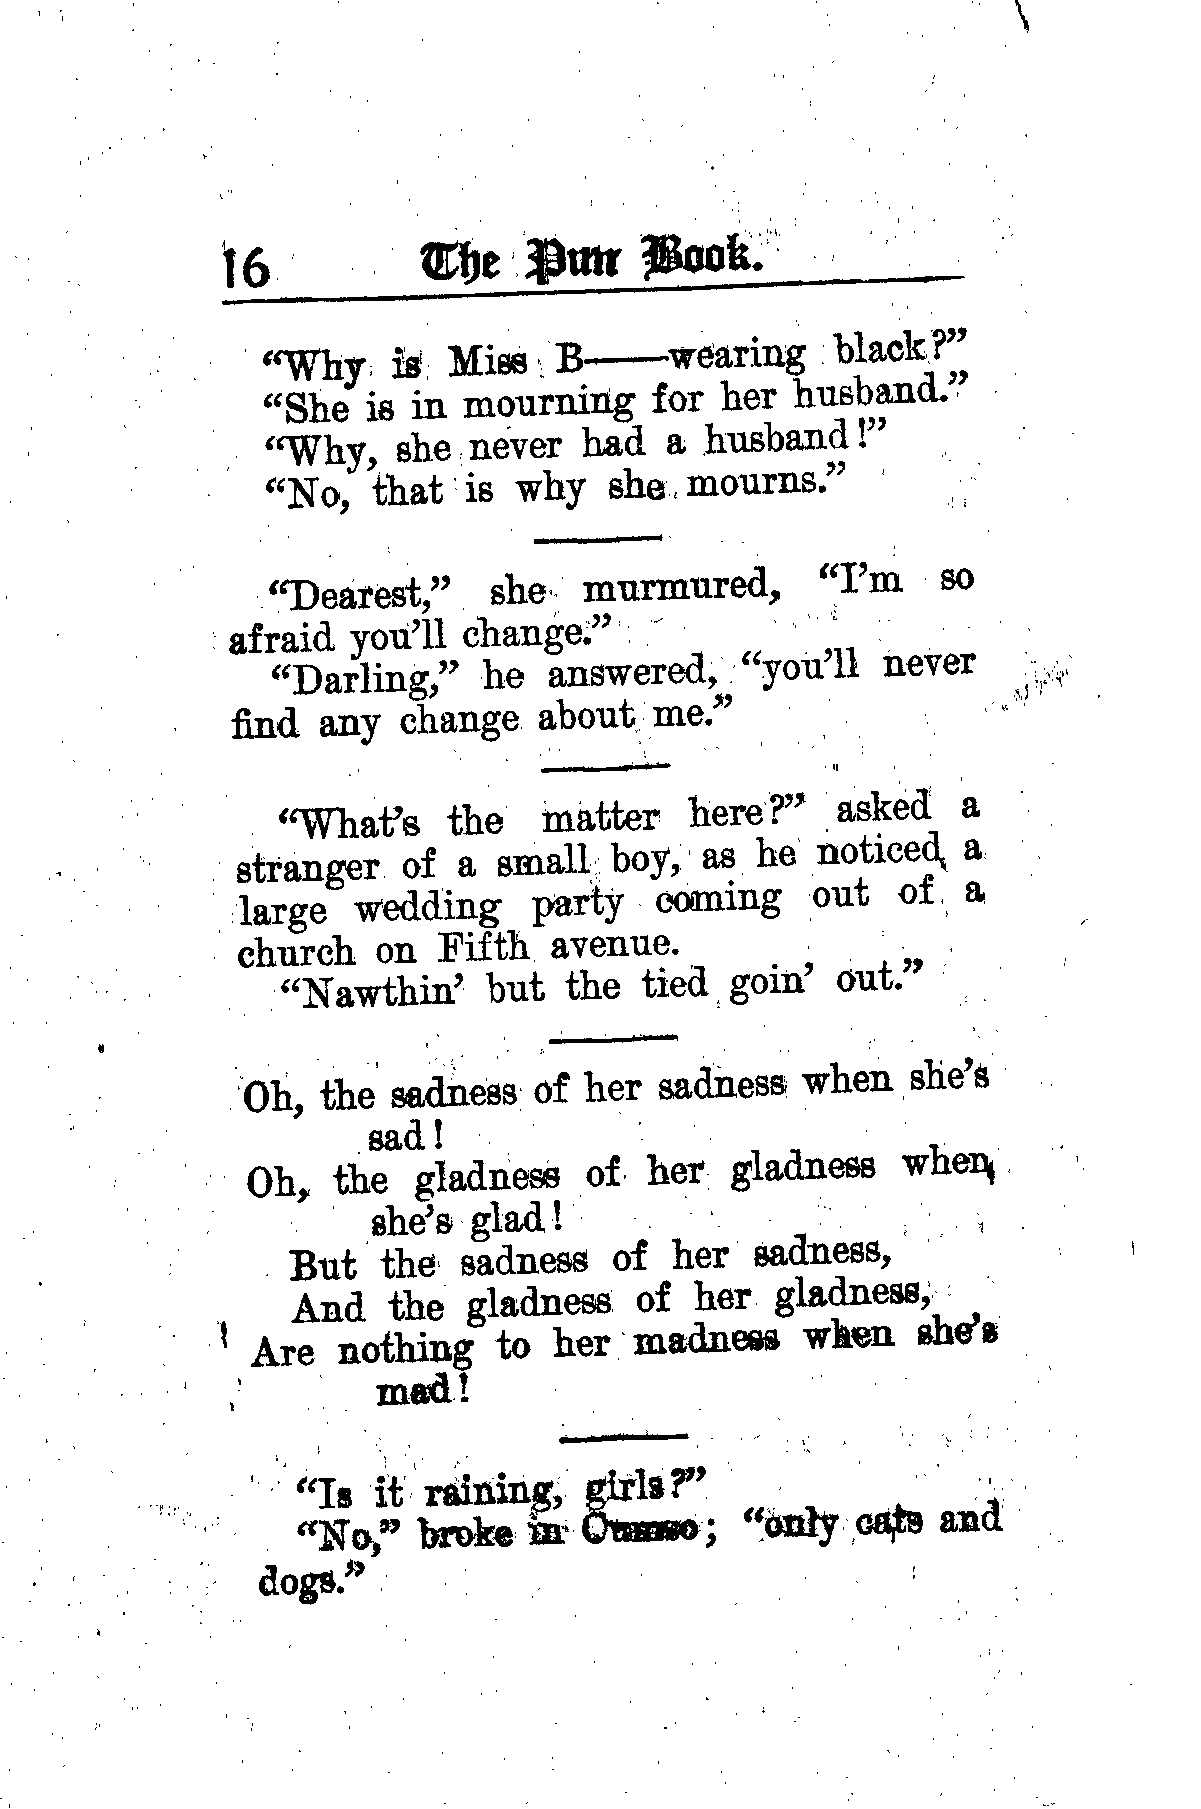 16 The Pun Book.
“Why is Miss B——wearing black?”
“She is in mourning for her husband.”
“Why, she never had a husband!”
“No, that is why she mourns.”
“Dearest,” she murmured, “I’m so
afraid you’ll change.”
“Darling,” he answered, “you’ll never
find any change about me.”
“What’s the matter here?” asked a
stranger of a small boy, as he noticed a
large wedding party coming out of a
church on Fifth avenue.
“Nawthin’ but the tied goin’ out.”
Oh, the sadness of her sadness when she’s
sad!
Oh, the gladness of her gladness when
she’s glad!
But the sadness of her sadness,
And the gladness of her gladness,
Are nothing to her madness when she’s
mad!
“Is it raining, girls?”
“No,” broke in ; “only cats and
dogs.”